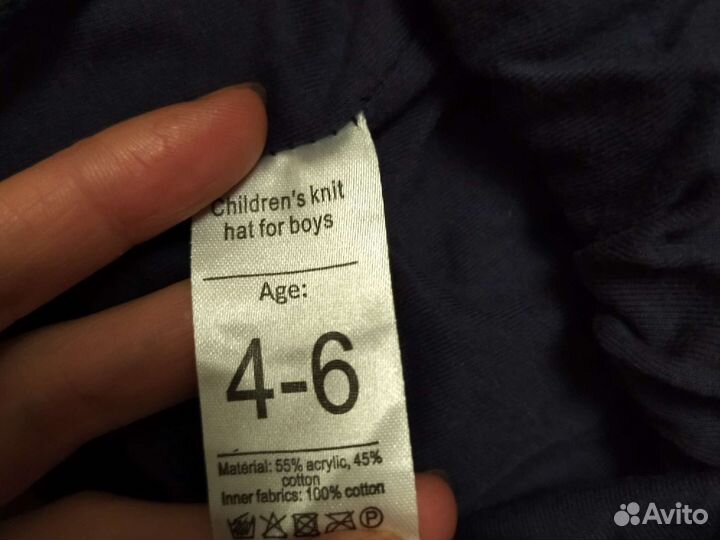 Children's knit
hat for boys
Age:
4-6
Material: 55% acrylic, 45%
cotton
Inner fabrics: 100% cotton
P
Avito